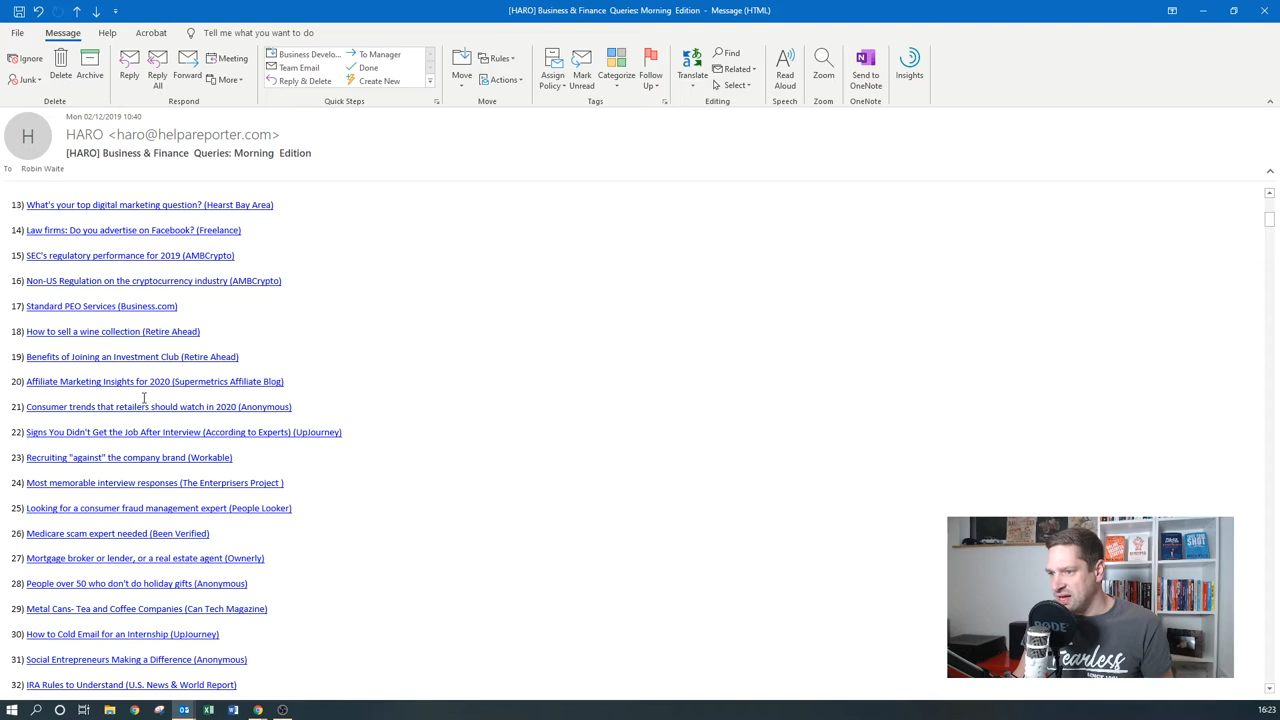 [HARO] Business & Finance Queries: Morning Edition - Message (HTML)
File
Message
Help
Acrobat
Tell me what you want to do
Ignore
Junk
Delete
Archive
Reply
Reply All
Forward
Meeting
More
Business Develo...
To Manager
Team Email
Done
Reply & Delete
Create New
Move
Rules
Actions
Assign Policy
Mark Unread
Categorize
Follow Up
Translate
Find
Related
Select
Read Aloud
Zoom
Send to OneNote
Insights
Delete
Respond
Quick Steps
Move
Tags
Editing
Speech
Zoom
OneNote
Mon 02/12/2019 10:40
H
HARO <haro@helpareporter.com>
[HARO] Business & Finance Queries: Morning Edition
To Robin Waite
13) What's your top digital marketing question? (Hearst Bay Area)
14) Law firms: Do you advertise on Facebook? (Freelance)
15) SEC's regulatory performance for 2019 (AMBCrypto)
16) Non-US Regulation on the cryptocurrency industry (AMBCrypto)
17) Standard PEO Services (Business.com)
18) How to sell a wine collection (Retire Ahead)
19) Benefits of Joining an Investment Club (Retire Ahead)
20) Affiliate Marketing Insights for 2020 (Supermetrics Affiliate Blog)
21) Consumer trends that retailers should watch in 2020 (Anonymous)
22) Signs You Didn't Get the Job After Interview (According to Experts) (UpJourney)
23) Recruiting "against" the company brand (Workable)
24) Most memorable interview responses (The Enterprisers Project )
25) Looking for a consumer fraud management expert (People Looker)
26) Medicare scam expert needed (Been Verified)
27) Mortgage broker or lender, or a real estate agent (Ownerly)
28) People over 50 who don't do holiday gifts (Anonymous)
29) Metal Cans- Tea and Coffee Companies (Can Tech Magazine)
30) How to Cold Email for an Internship (UpJourney)
31) Social Entrepreneurs Making a Difference (Anonymous)
32) IRA Rules to Understand (U.S. News & World Report)
RODE
fearless
16:23